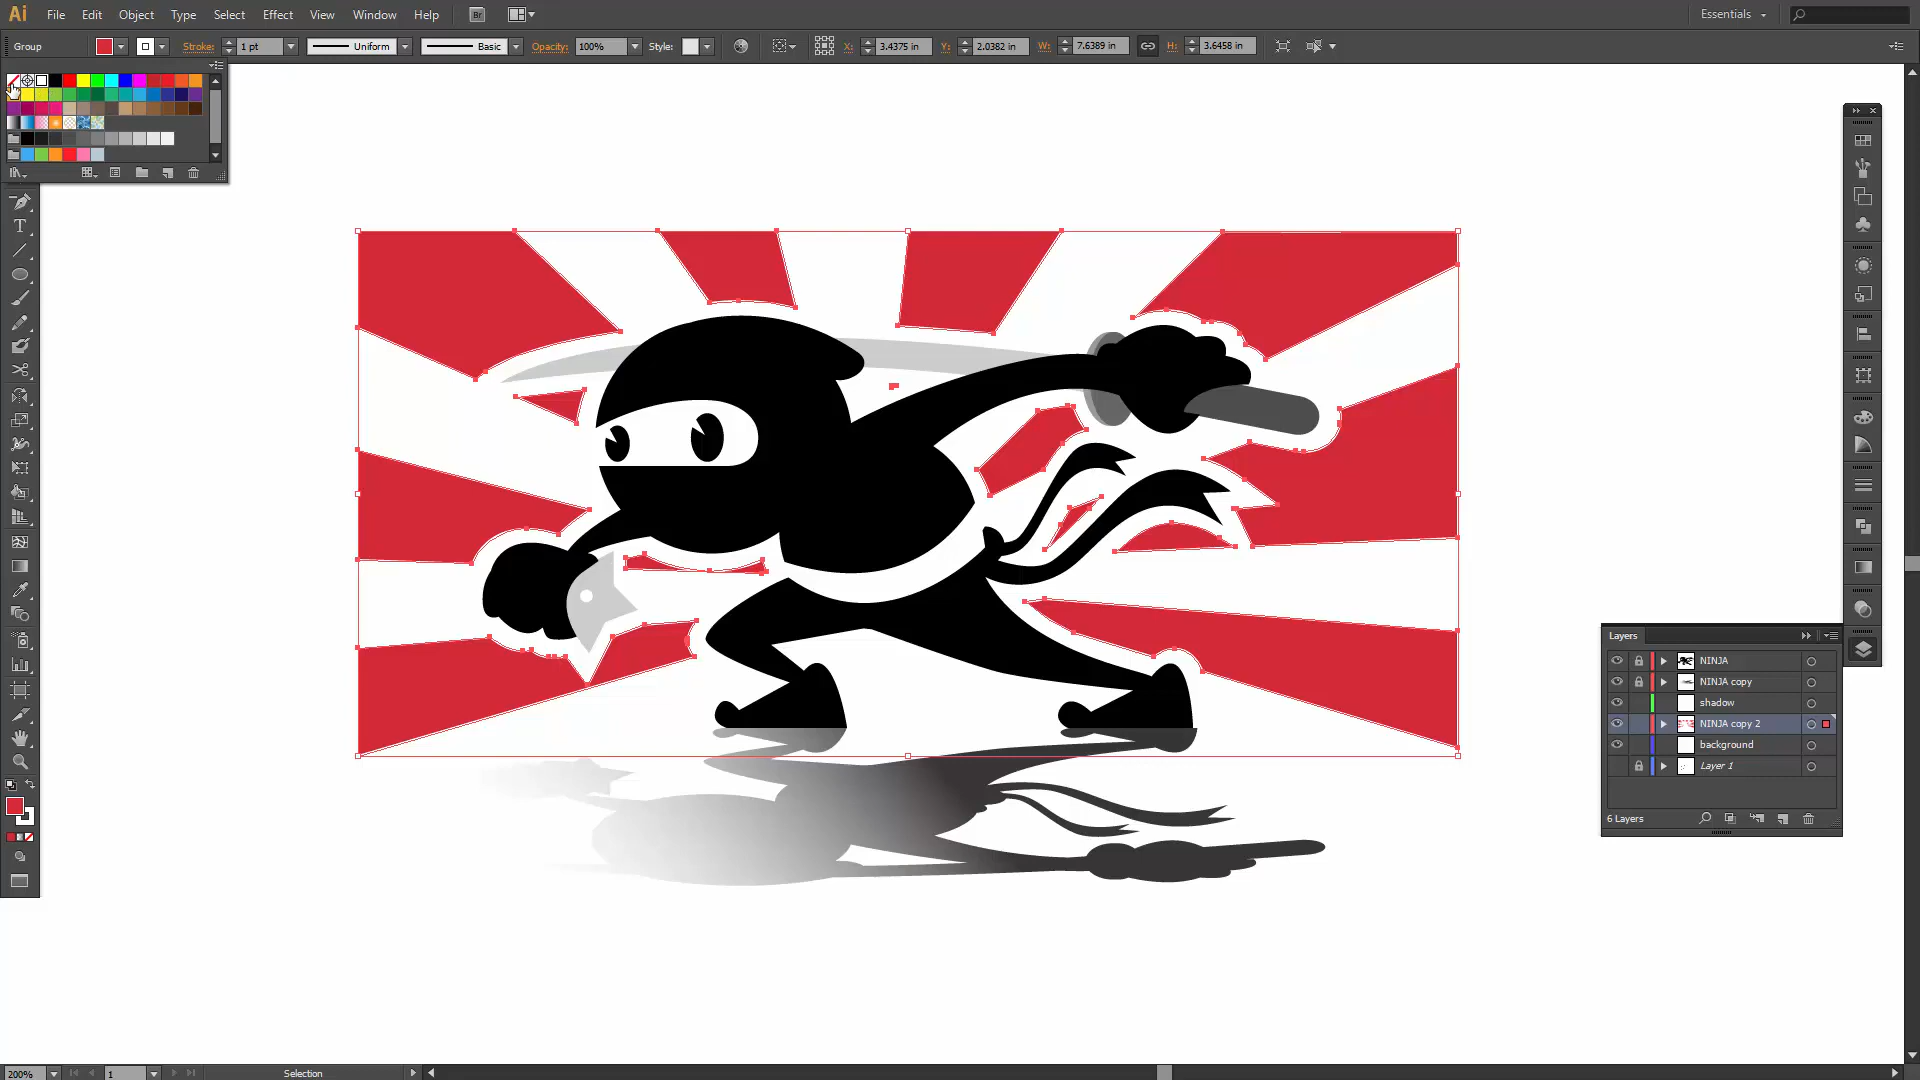 Ai File Edit Object Type Select Effect View Window Help Br Essentials
Group Stroke: 1 pt Uniform Basic Opacity: 100% Style: X: 3.4375 in Y: 2.0382 in W: 7.6389 in H: 3.6458 in
Layers
NINJA
NINJA copy
shadow
NINJA copy 2
background
Layer 1
6 Layers
200% 1 Selection